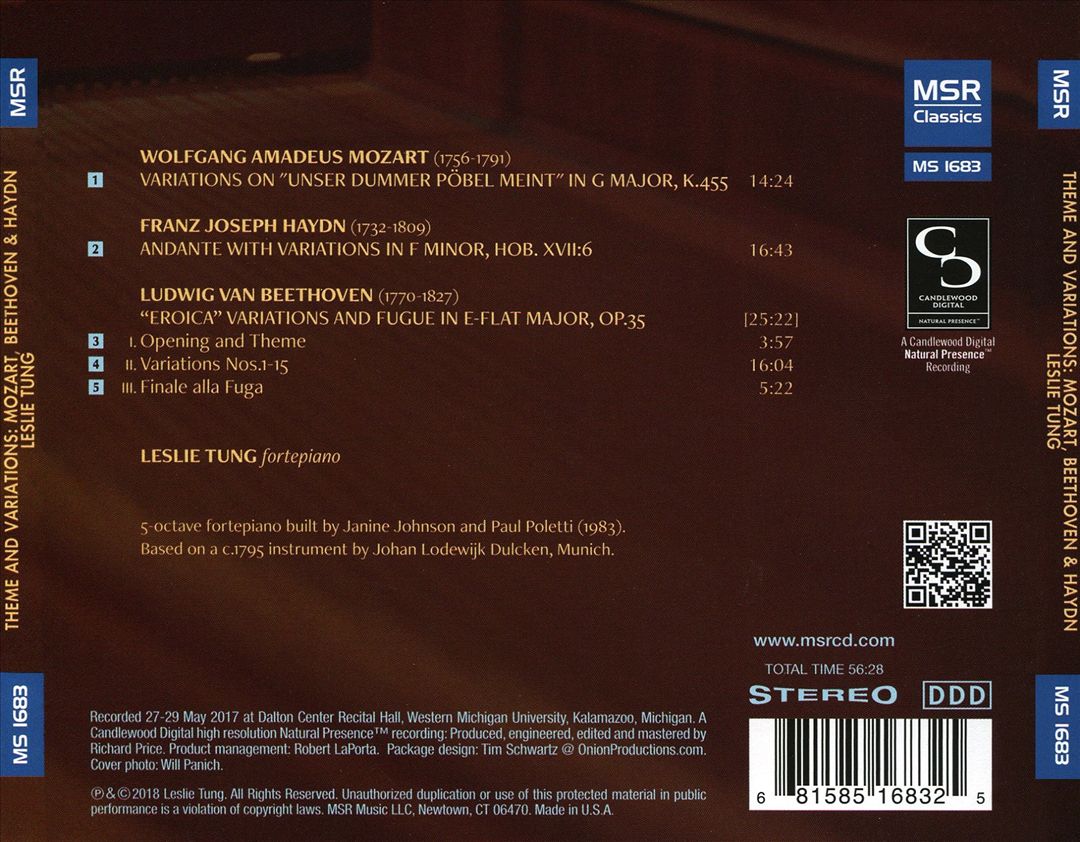 MSR
THEME AND VARIATIONS: MOZART, BEETHOVEN & HAYDN
LESLIE TUNG
MS 1683
WOLFGANG AMADEUS MOZART (1756-1791)
1 VARIATIONS ON "UNSER DUMMER PÖBEL MEINT" IN G MAJOR, K.455 14:24
FRANZ JOSEPH HAYDN (1732-1809)
2 ANDANTE WITH VARIATIONS IN F MINOR, HOB. XVII:6 16:43
LUDWIG VAN BEETHOVEN (1770-1827)
“EROICA” VARIATIONS AND FUGUE IN E-FLAT MAJOR, OP.35 [25:22]
3 I. Opening and Theme 3:57
4 II. Variations Nos.1-15 16:04
5 III. Finale alla Fuga 5:22
LESLIE TUNG fortepiano
5-octave fortepiano built by Janine Johnson and Paul Poletti (1983).
Based on a c.1795 instrument by Johan Lodewijk Dulcken, Munich.
Recorded 27-29 May 2017 at Dalton Center Recital Hall, Western Michigan University, Kalamazoo, Michigan. A
Candlewood Digital high resolution Natural Presence™ recording: Produced, engineered, edited and mastered by
Richard Price. Product management: Robert LaPorta. Package design: Tim Schwartz @ OnionProductions.com.
Cover photo: Will Panich.
℗&©2018 Leslie Tung. All Rights Reserved. Unauthorized duplication or use of this protected material in public
performance is a violation of copyright laws. MSR Music LLC, Newtown, CT 06470. Made in U.S.A.
MSR
Classics
MS 1683
CANDLEWOOD
DIGITAL
NATURAL PRESENCE™
A Candlewood Digital
Natural Presence™
Recording
www.msrcd.com
TOTAL TIME 56:28
STEREO DDD
6 81585 16832 5
MSR
THEME AND VARIATIONS: MOZART, BEETHOVEN & HAYDN
LESLIE TUNG
MS 1683